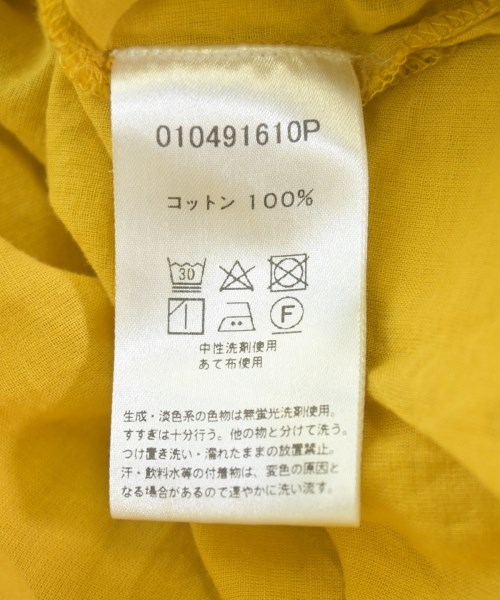 010491610P
コットン 100%
30
F
中性洗剤使用
あて布使用
生成・淡色系の色物は無蛍光洗剤使用。
すすぎは十分行う。他の物と分けて洗う。
つけ置き洗い・濡れたままの放置禁止。
汗・飲料水等の付着物は、変色の原因と
なる場合があるので速やかに洗い流す。